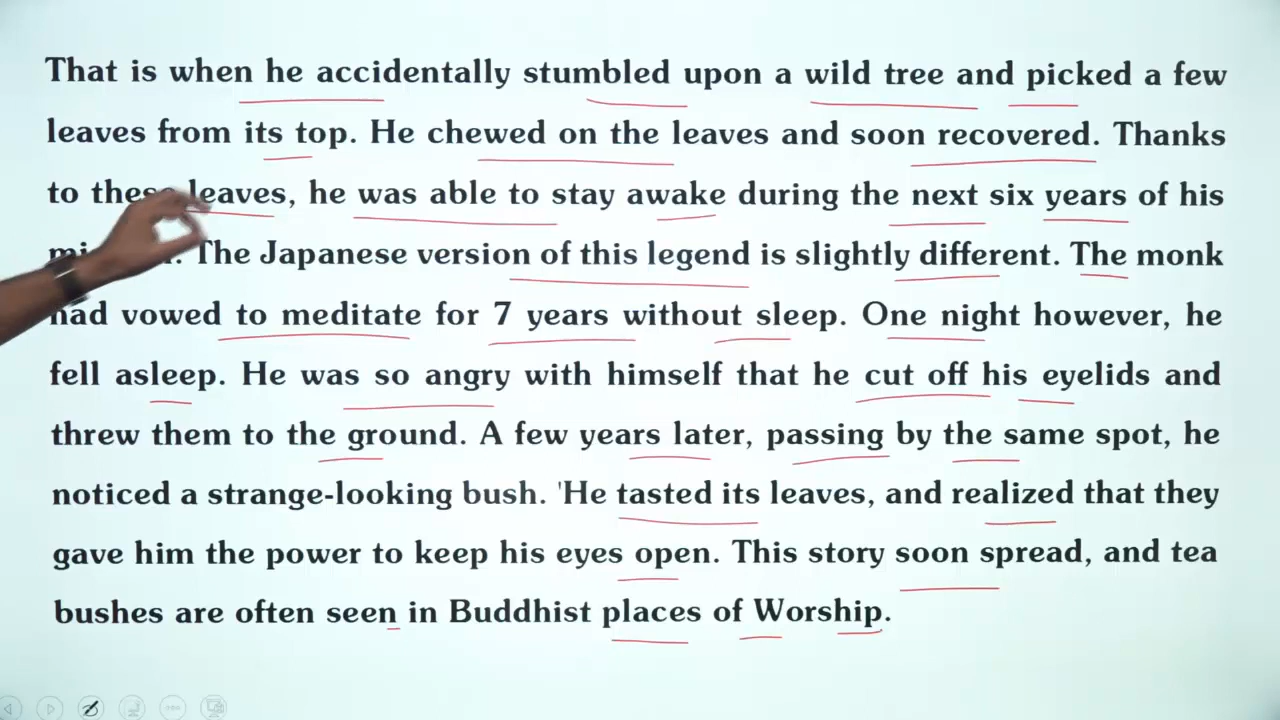 That is when he accidentally stumbled upon a wild tree and picked a few
leaves from its top. He chewed on the leaves and soon recovered. Thanks
to these leaves, he was able to stay awake during the next six years of his
The Japanese version of this legend is slightly different. The monk
had vowed to meditate for 7 years without sleep. One night however, he
fell asleep. He was so angry with himself that he cut off his eyelids and
threw them to the ground. A few years later, passing by the same spot, he
noticed a strange-looking bush. 'He tasted its leaves, and realized that they
gave him the power to keep his eyes open. This story soon spread, and tea
bushes are often seen in Buddhist places of Worship.